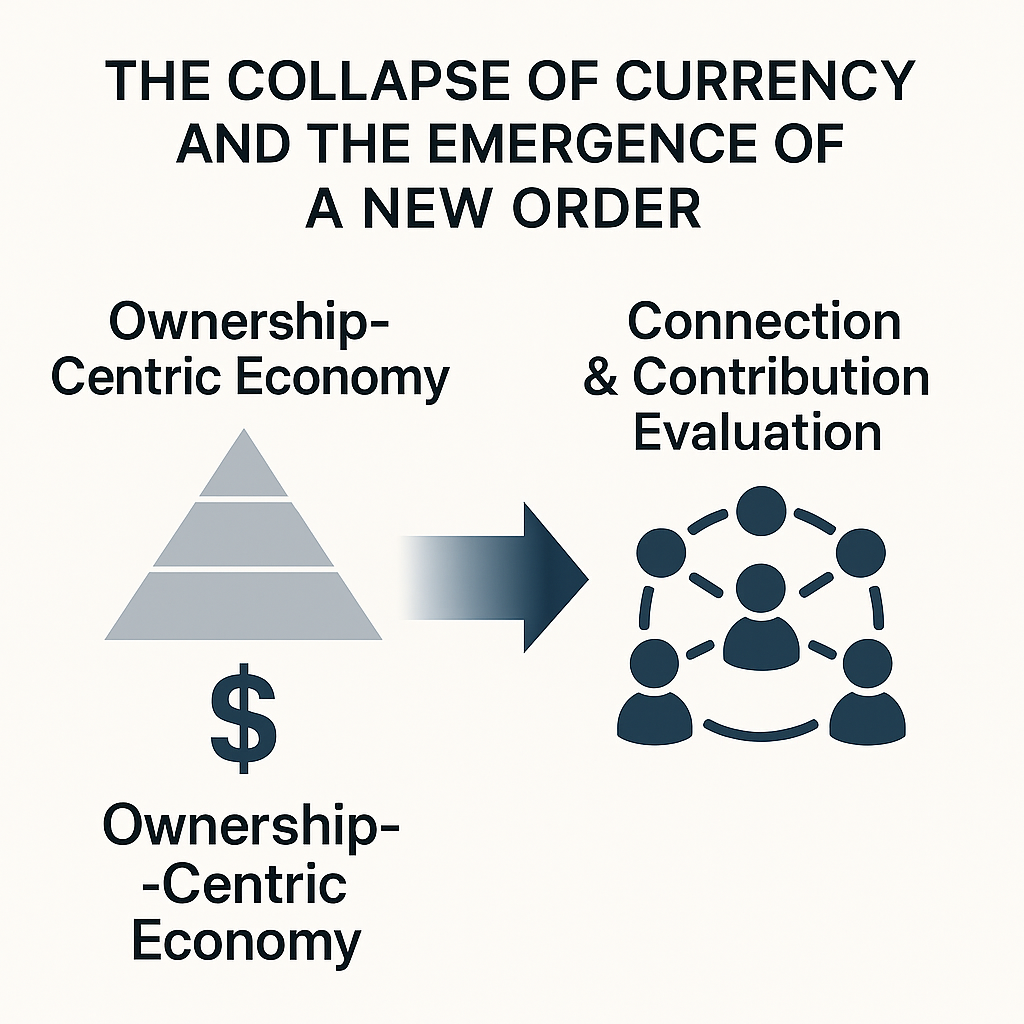 THE COLLAPSE OF CURRENCY
AND THE EMERGENCE OF
A NEW ORDER
Ownership-
Centric Economy
Connection
& Contribution
Evaluation
$
Ownership-
-Centric
Economy